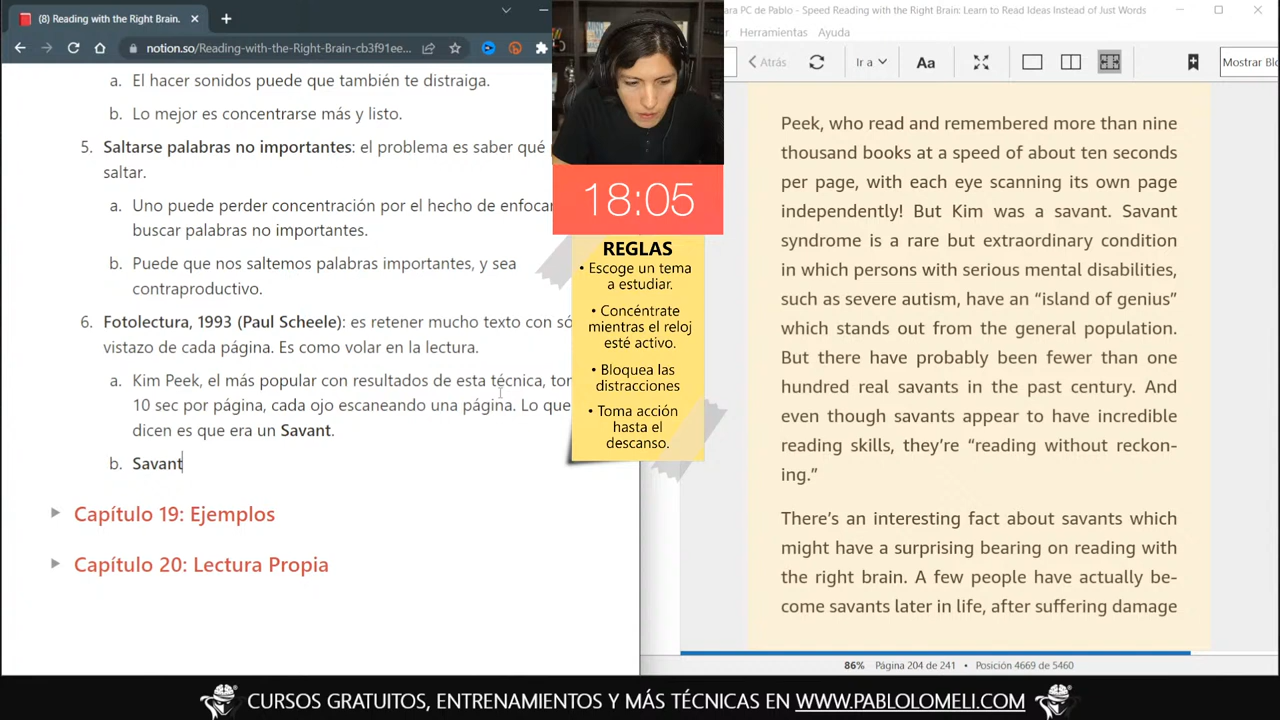 (8) Reading with the Right Brain.
notion.so/Reading-with-the-Right-Brain-cb3f91ee...
a. El hacer sonidos puede que también te distraiga.
b. Lo mejor es concentrarse más y listo.
5. Saltarse palabras no importantes: el problema es saber qué
saltar.
a. Uno puede perder concentración por el hecho de enfocar
buscar palabras no importantes.
b. Puede que nos saltemos palabras importantes, y sea
contraproductivo.
6. Fotolectura, 1993 (Paul Scheele): es retener mucho texto con só
vistazo de cada página. Es como volar en la lectura.
a. Kim Peek, el más popular con resultados de esta técnica, tor
10 sec por página, cada ojo escaneando una página. Lo que
dicen es que era un Savant.
b. Savant
Capítulo 19: Ejemplos
Capítulo 20: Lectura Propia
18:05
REGLAS
• Escoge un tema
a estudiar.
• Concéntrate
mientras el reloj
esté activo.
• Bloquea las
distracciones
• Toma acción
hasta el
descanso.
ara PC de Pablo - Speed Reading with the Right Brain: Learn to Read Ideas Instead of Just Words
Herramientas Ayuda
Atrás Ir a Aa Mostrar Blo
Peek, who read and remembered more than nine
thousand books at a speed of about ten seconds
per page, with each eye scanning its own page
independently! But Kim was a savant. Savant
syndrome is a rare but extraordinary condition
in which persons with serious mental disabilities,
such as severe autism, have an “island of genius”
which stands out from the general population.
But there have probably been fewer than one
hundred real savants in the past century. And
even though savants appear to have incredible
reading skills, they’re “reading without reckon-
ing.”
There’s an interesting fact about savants which
might have a surprising bearing on reading with
the right brain. A few people have actually be-
come savants later in life, after suffering damage
86% Página 204 de 241 • Posición 4669 de 5460
CURSOS GRATUITOS, ENTRENAMIENTOS Y MÁS TÉCNICAS EN WWW.PABLOLOMELI.COM